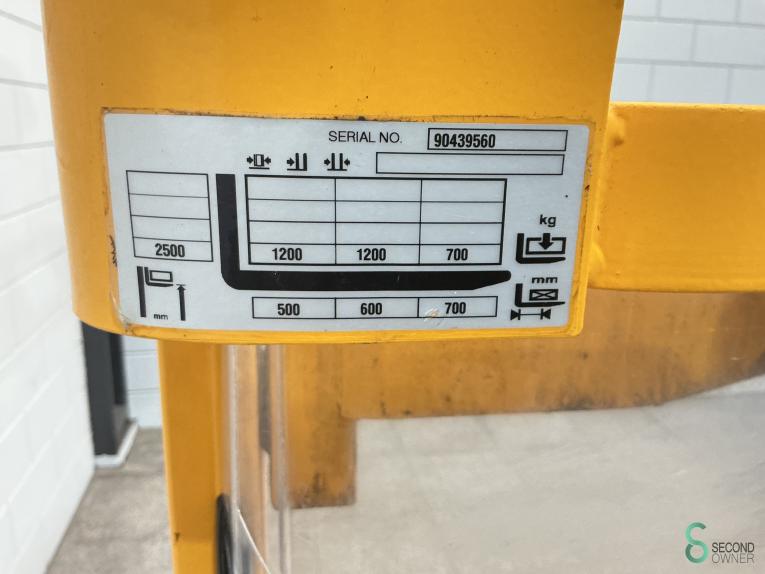 SERIAL NO. 90439560
kg
2500 1200 1200 700
mm
500 600 700
mm
SECOND
OWNER